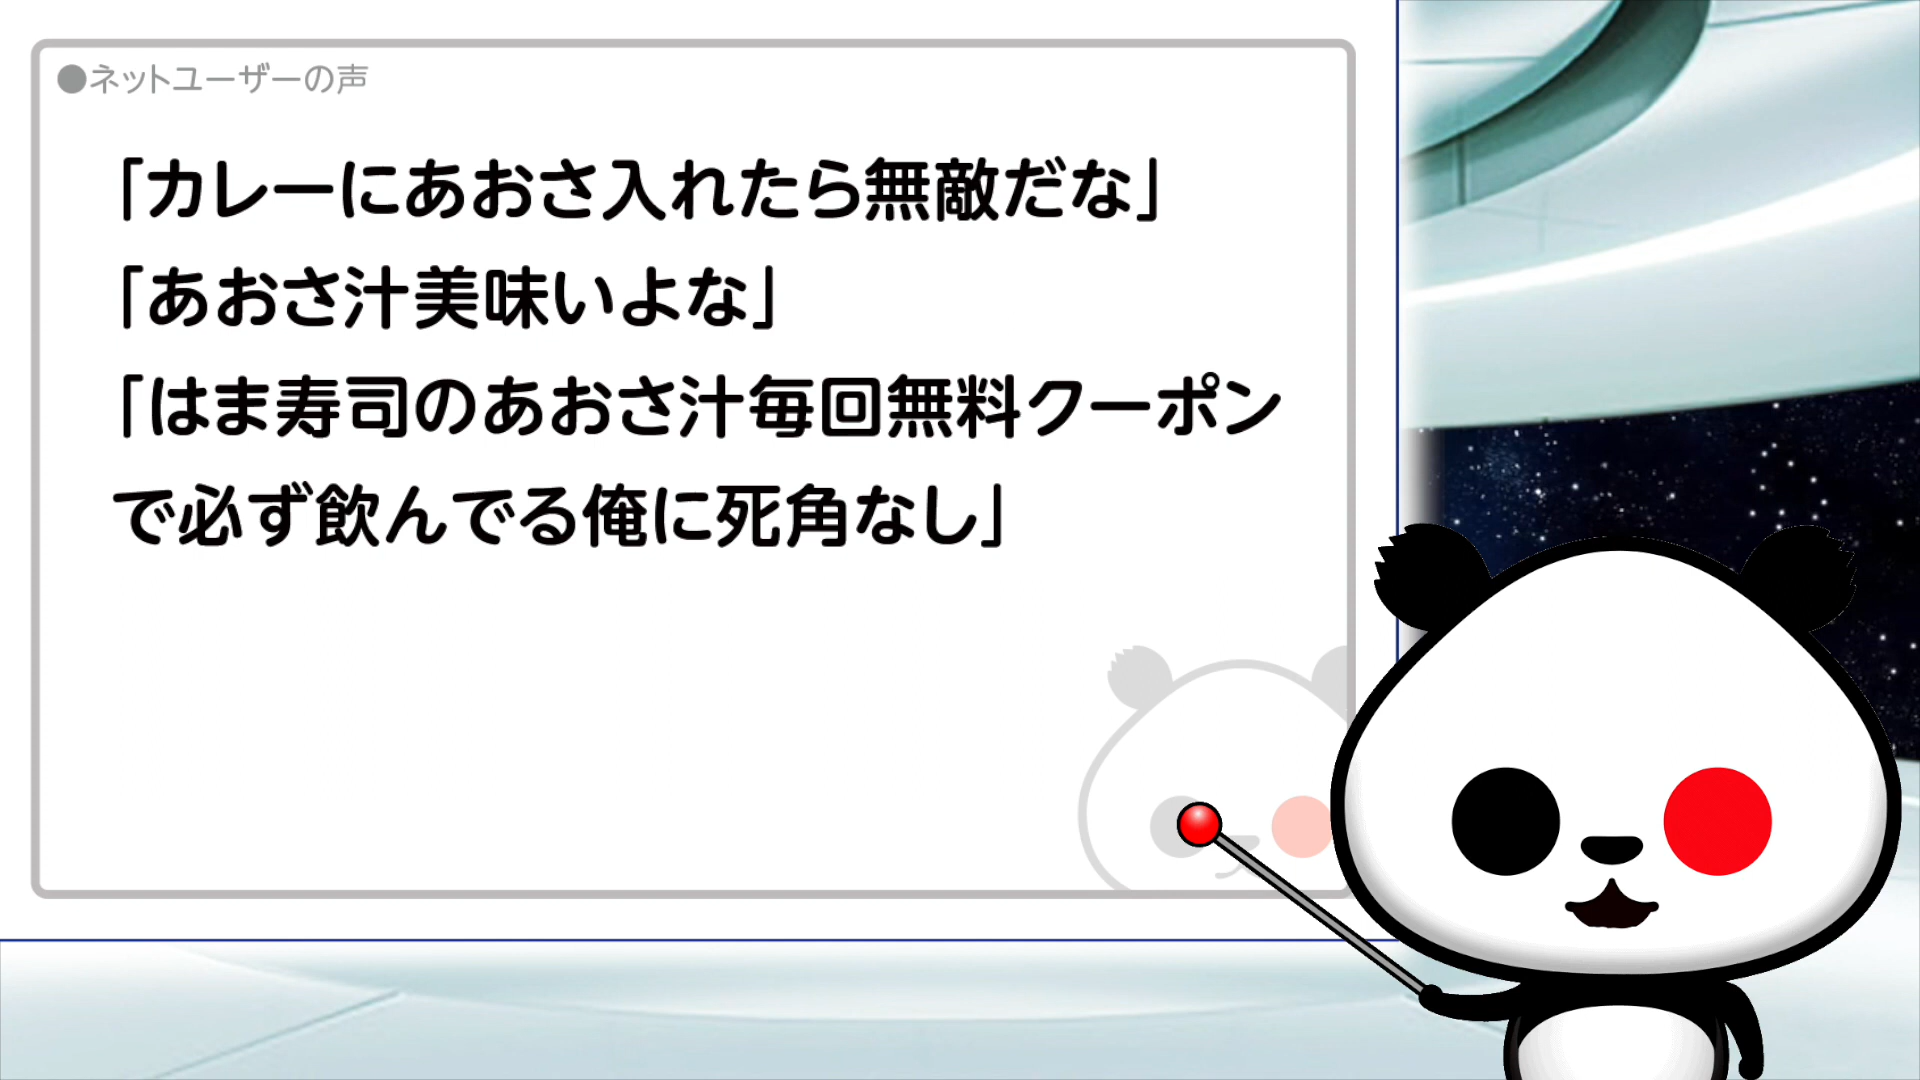 ●ネットユーザーの声
「カレーにあおさ入れたら無敵だな」
「あおさ汁美味いよな」
「はま寿司のあおさ汁毎回無料クーポン
で必ず飲んでる俺に死角なし」